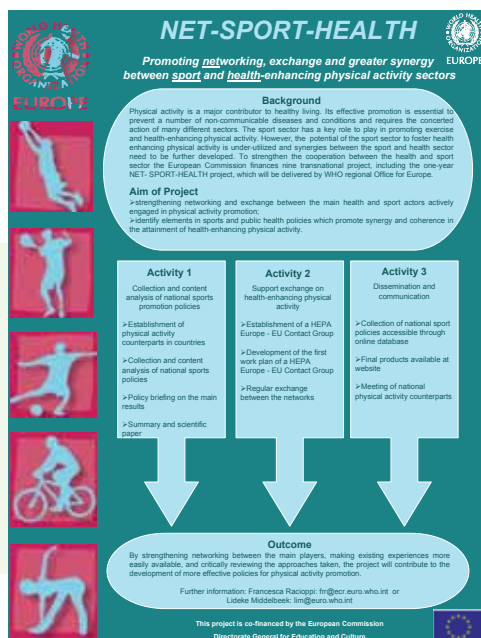 WORLD HEALTH
ORGANIZATION
EUROPE
NET-SPORT-HEALTH
WORLD HEALTH
ORGANIZATION
EUROPE
Promoting networking, exchange and greater synergy
between sport and health-enhancing physical activity sectors
Background
Physical activity is a major contributor to healthy living. Its effective promotion is essential to
prevent a number of non-communicable diseases and conditions and requires the concerted
action of many different sectors. The sport sector has a key role to play in promoting exercise
and health-enhancing physical activity. However, the potential of the sport sector to foster health
enhancing physical activity is under-utilized and synergies between the sport and health sector
need to be further developed. To strengthen the cooperation between the health and sport
sector the European Commission finances nine transnational project, including the one-year
NET- SPORT-HEALTH project, which will be delivered by WHO regional Office for Europe.
Aim of Project
➢strengthening networking and exchange between the main health and sport actors actively
engaged in physical activity promotion;
➢identify elements in sports and public health policies which promote synergy and coherence in
the attainment of health-enhancing physical activity.
Activity 1
Collection and content
analysis of national sports
promotion policies
➢Establishment of
physical activity
counterparts in countries
➢Collection and content
analysis of national sports
policies
➢Policy briefing on the main
results
➢Summary and scientific
paper
Activity 2
Support exchange on
health-enhancing physical
activity
➢Establishment of a HEPA
Europe - EU Contact Group
➢Development of the first
work plan of a HEPA
Europe - EU Contact Group
➢Regular exchange
between the networks
Activity 3
Dissemination and
communication
➢Collection of national sport
policies accessible through
online database
➢Final products available at
website
➢Meeting of national
physical activity counterparts
Outcome
By strengthening networking between the main players, making existing experiences more
easily available, and critically reviewing the approaches taken, the project will contribute to the
development of more effective policies for physical activity promotion.
Further information: Francesca Racioppi: frr@ecr.euro.who.int or
Lideke Middelbeek: lim@euro.who.int
This project is co-financed by the European Commission
Directorate General for Education and Culture